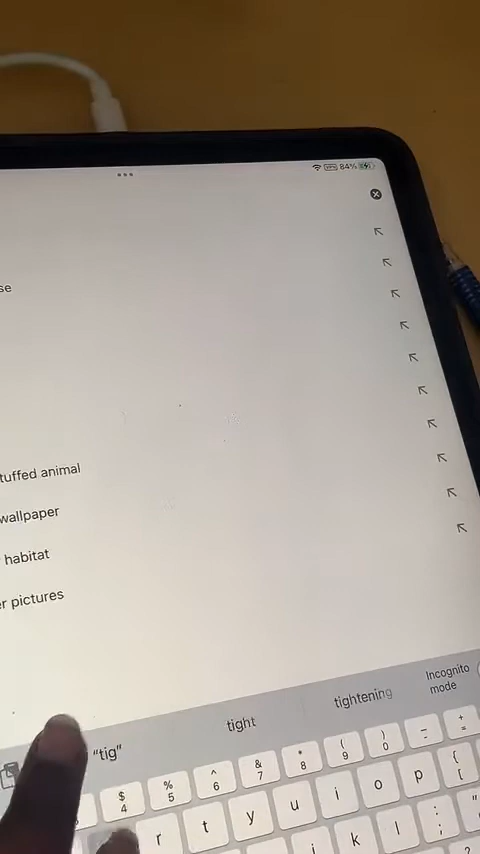 84%
se
tuffed animal
wallpaper
habitat
er pictures
"tig" tight tightening Incognito
mode
$ % ^ & * ( ) _ +
4 5 6 7 8 9 0 - =
r t y u i o p { [
k l : ;